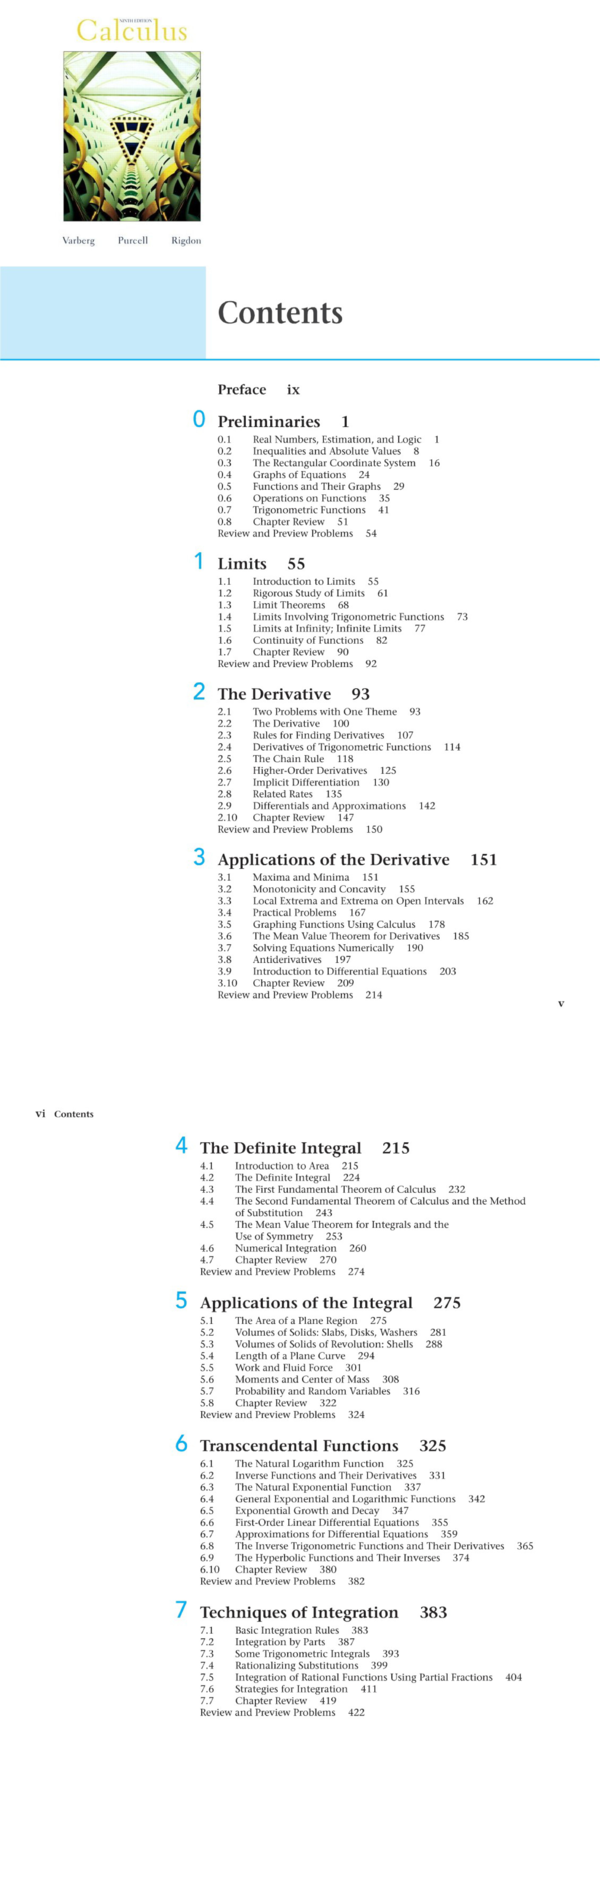 NINTH EDITION
Calculus
Varberg Purcell Rigdon
Contents
Preface ix
0 Preliminaries 1
0.1 Real Numbers, Estimation, and Logic 1
0.2 Inequalities and Absolute Values 8
0.3 The Rectangular Coordinate System 16
0.4 Graphs of Equations 24
0.5 Functions and Their Graphs 29
0.6 Operations on Functions 35
0.7 Trigonometric Functions 41
0.8 Chapter Review 51
Review and Preview Problems 54
1 Limits 55
1.1 Introduction to Limits 55
1.2 Rigorous Study of Limits 61
1.3 Limit Theorems 68
1.4 Limits Involving Trigonometric Functions 73
1.5 Limits at Infinity; Infinite Limits 77
1.6 Continuity of Functions 82
1.7 Chapter Review 90
Review and Preview Problems 92
2 The Derivative 93
2.1 Two Problems with One Theme 93
2.2 The Derivative 100
2.3 Rules for Finding Derivatives 107
2.4 Derivatives of Trigonometric Functions 114
2.5 The Chain Rule 118
2.6 Higher-Order Derivatives 125
2.7 Implicit Differentiation 130
2.8 Related Rates 135
2.9 Differentials and Approximations 142
2.10 Chapter Review 147
Review and Preview Problems 150
3 Applications of the Derivative 151
3.1 Maxima and Minima 151
3.2 Monotonicity and Concavity 155
3.3 Local Extrema and Extrema on Open Intervals 162
3.4 Practical Problems 167
3.5 Graphing Functions Using Calculus 178
3.6 The Mean Value Theorem for Derivatives 185
3.7 Solving Equations Numerically 190
3.8 Antiderivatives 197
3.9 Introduction to Differential Equations 203
3.10 Chapter Review 209
Review and Preview Problems 214
v
vi Contents
4 The Definite Integral 215
4.1 Introduction to Area 215
4.2 The Definite Integral 224
4.3 The First Fundamental Theorem of Calculus 232
4.4 The Second Fundamental Theorem of Calculus and the Method
of Substitution 243
4.5 The Mean Value Theorem for Integrals and the
Use of Symmetry 253
4.6 Numerical Integration 260
4.7 Chapter Review 270
Review and Preview Problems 274
5 Applications of the Integral 275
5.1 The Area of a Plane Region 275
5.2 Volumes of Solids: Slabs, Disks, Washers 281
5.3 Volumes of Solids of Revolution: Shells 288
5.4 Length of a Plane Curve 294
5.5 Work and Fluid Force 301
5.6 Moments and Center of Mass 308
5.7 Probability and Random Variables 316
5.8 Chapter Review 322
Review and Preview Problems 324
6 Transcendental Functions 325
6.1 The Natural Logarithm Function 325
6.2 Inverse Functions and Their Derivatives 331
6.3 The Natural Exponential Function 337
6.4 General Exponential and Logarithmic Functions 342
6.5 Exponential Growth and Decay 347
6.6 First-Order Linear Differential Equations 355
6.7 Approximations for Differential Equations 359
6.8 The Inverse Trigonometric Functions and Their Derivatives 365
6.9 The Hyperbolic Functions and Their Inverses 374
6.10 Chapter Review 380
Review and Preview Problems 382
7 Techniques of Integration 383
7.1 Basic Integration Rules 383
7.2 Integration by Parts 387
7.3 Some Trigonometric Integrals 393
7.4 Rationalizing Substitutions 399
7.5 Integration of Rational Functions Using Partial Fractions 404
7.6 Strategies for Integration 411
7.7 Chapter Review 419
Review and Preview Problems 422